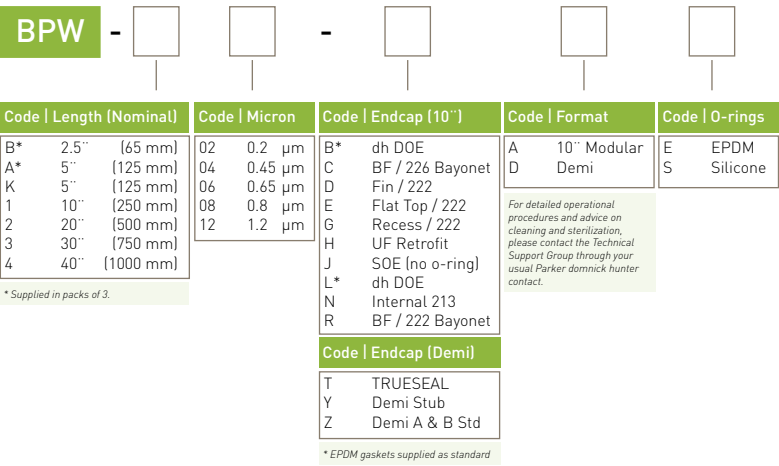 BPW - -
Code | Length (Nominal)
B* 2.5¨ (65 mm)
A* 5¨ (125 mm)
K 5¨ (125 mm)
1 10¨ (250 mm)
2 20¨ (500 mm)
3 30¨ (750 mm)
4 40¨ (1000 mm)
* Supplied in packs of 3.
Code | Micron
02 0.2 µm
04 0.45 µm
06 0.65 µm
08 0.8 µm
12 1.2 µm
Code | Endcap (10¨)
B* dh DOE
C BF / 226 Bayonet
D Fin / 222
E Flat Top / 222
G Recess / 222
H UF Retrofit
J SOE (no o-ring)
L* dh DOE
N Internal 213
R BF / 222 Bayonet
Code | Endcap (Demi)
T TRUESEAL
Y Demi Stub
Z Demi A & B Std
* EPDM gaskets supplied as standard
Code | Format
A 10¨ Modular
D Demi
For detailed operational
procedures and advice on
cleaning and sterilization,
please contact the Technical
Support Group through your
usual Parker domnick hunter
contact.
Code | O-rings
E EPDM
S Silicone